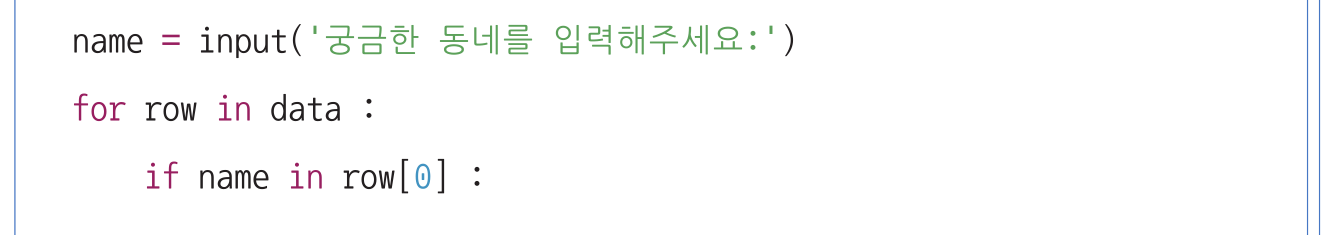 name = input('궁금한 동네를 입력해주세요:')
for row in data :
    if name in row[0] :